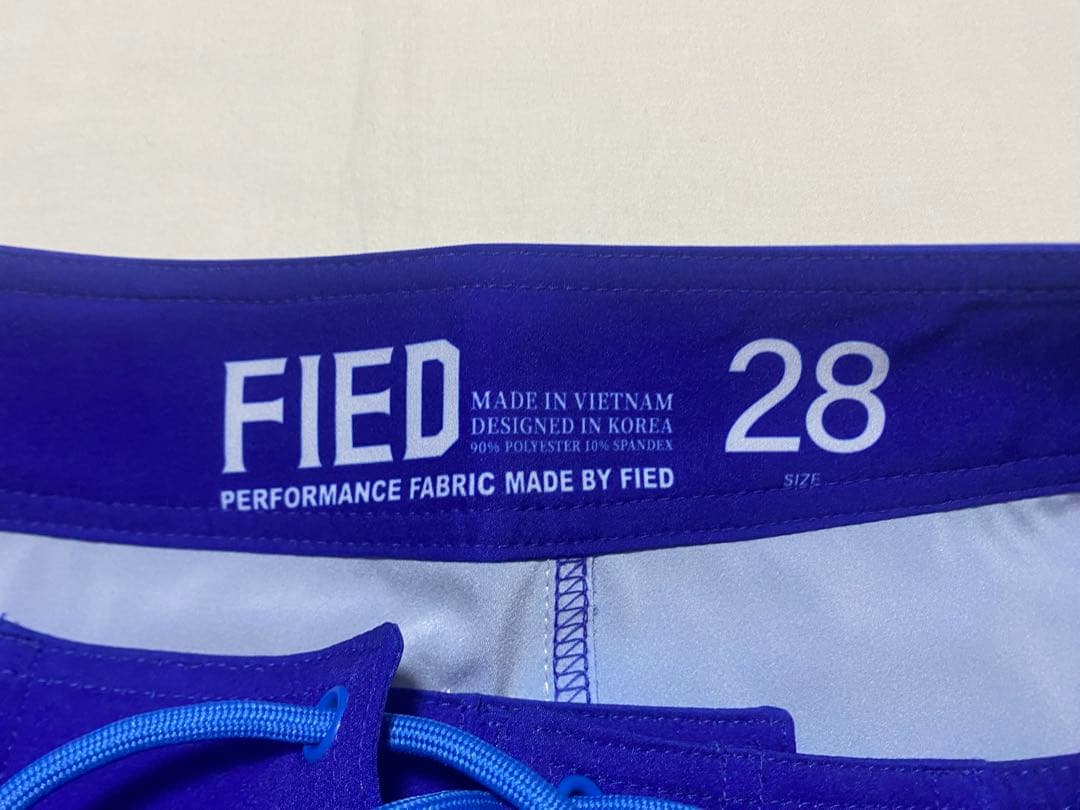 FIED
MADE IN VIETNAM
DESIGNED IN KOREA
90% POLYESTER 10% SPANDEX
PERFORMANCE FABRIC MADE BY FIED
28
SIZE